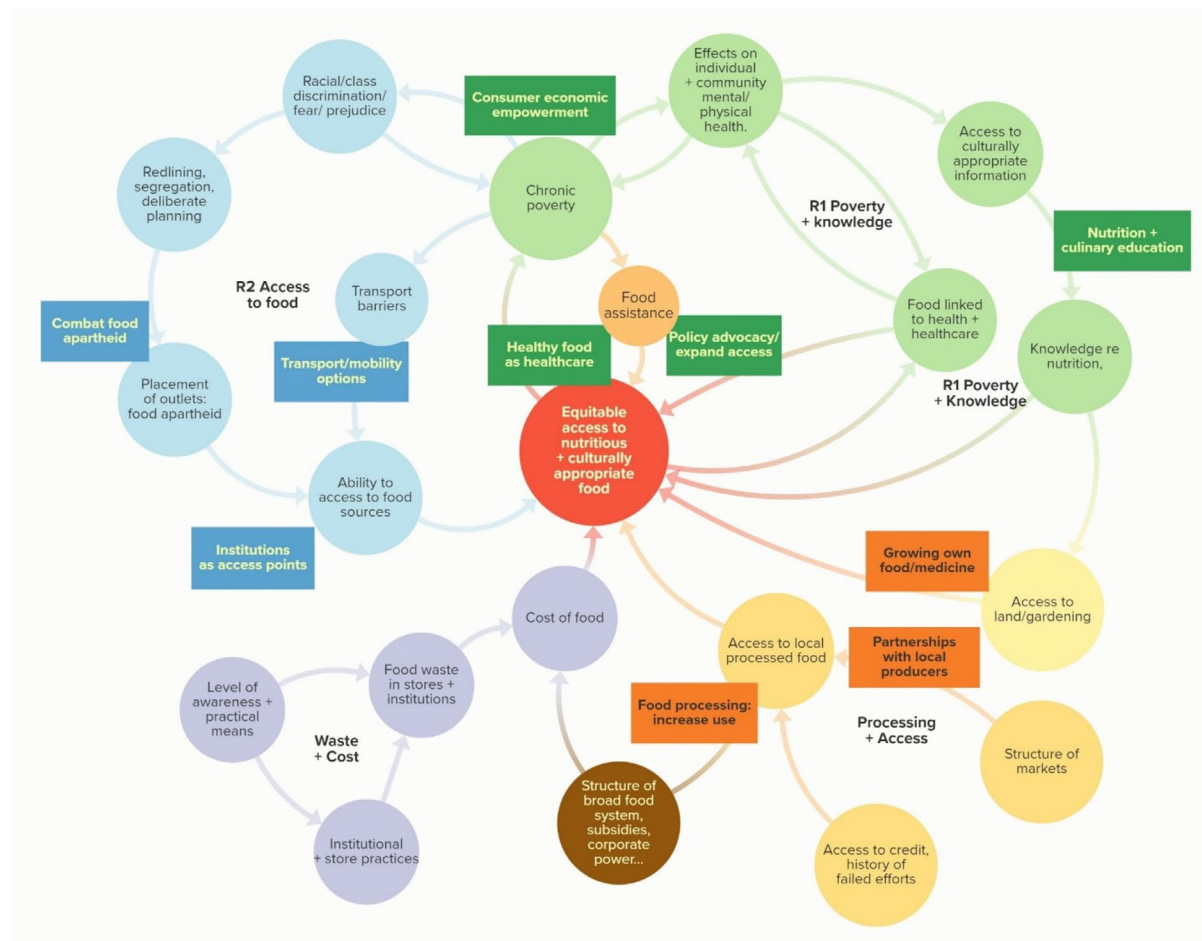 Effects on
individual
+ community
mental/
physical health.
Racial/class
discrimination/
fear/ prejudice
Consumer economic
empowerment
Access to
culturally
appropriate
information
Redlining,
segregation,
deliberate
planning
Chronic
poverty
R1 Poverty
+ knowledge
Nutrition +
culinary education
R2 Access
to food
Transport
barriers
Food
assistance
Food linked
to health +
healthcare
Combat food
apartheid
Healthy food
as healthcare
Policy advocacy/
expand access
Knowledge re
nutrition,
Transport/mobility
options
Placement
of outlets:
food apartheid
R1 Poverty
+ Knowledge
Equitable
access to
nutritious
+ culturally
appropriate
food
Ability to
access to food
sources
Institutions
as access points
Growing own
food/medicine
Access to
land/gardening
Cost of food
Access to local
processed food
Partnerships
with local
producers
Level of
awareness +
practical
means
Food waste
in stores +
institutions
Food processing:
increase use
Waste
+ Cost
Processing
+ Access
Structure of
markets
Structure of
broad food
system,
subsidies,
corporate
power...
Institutional
+ store practices
Access to credit,
history of
failed efforts